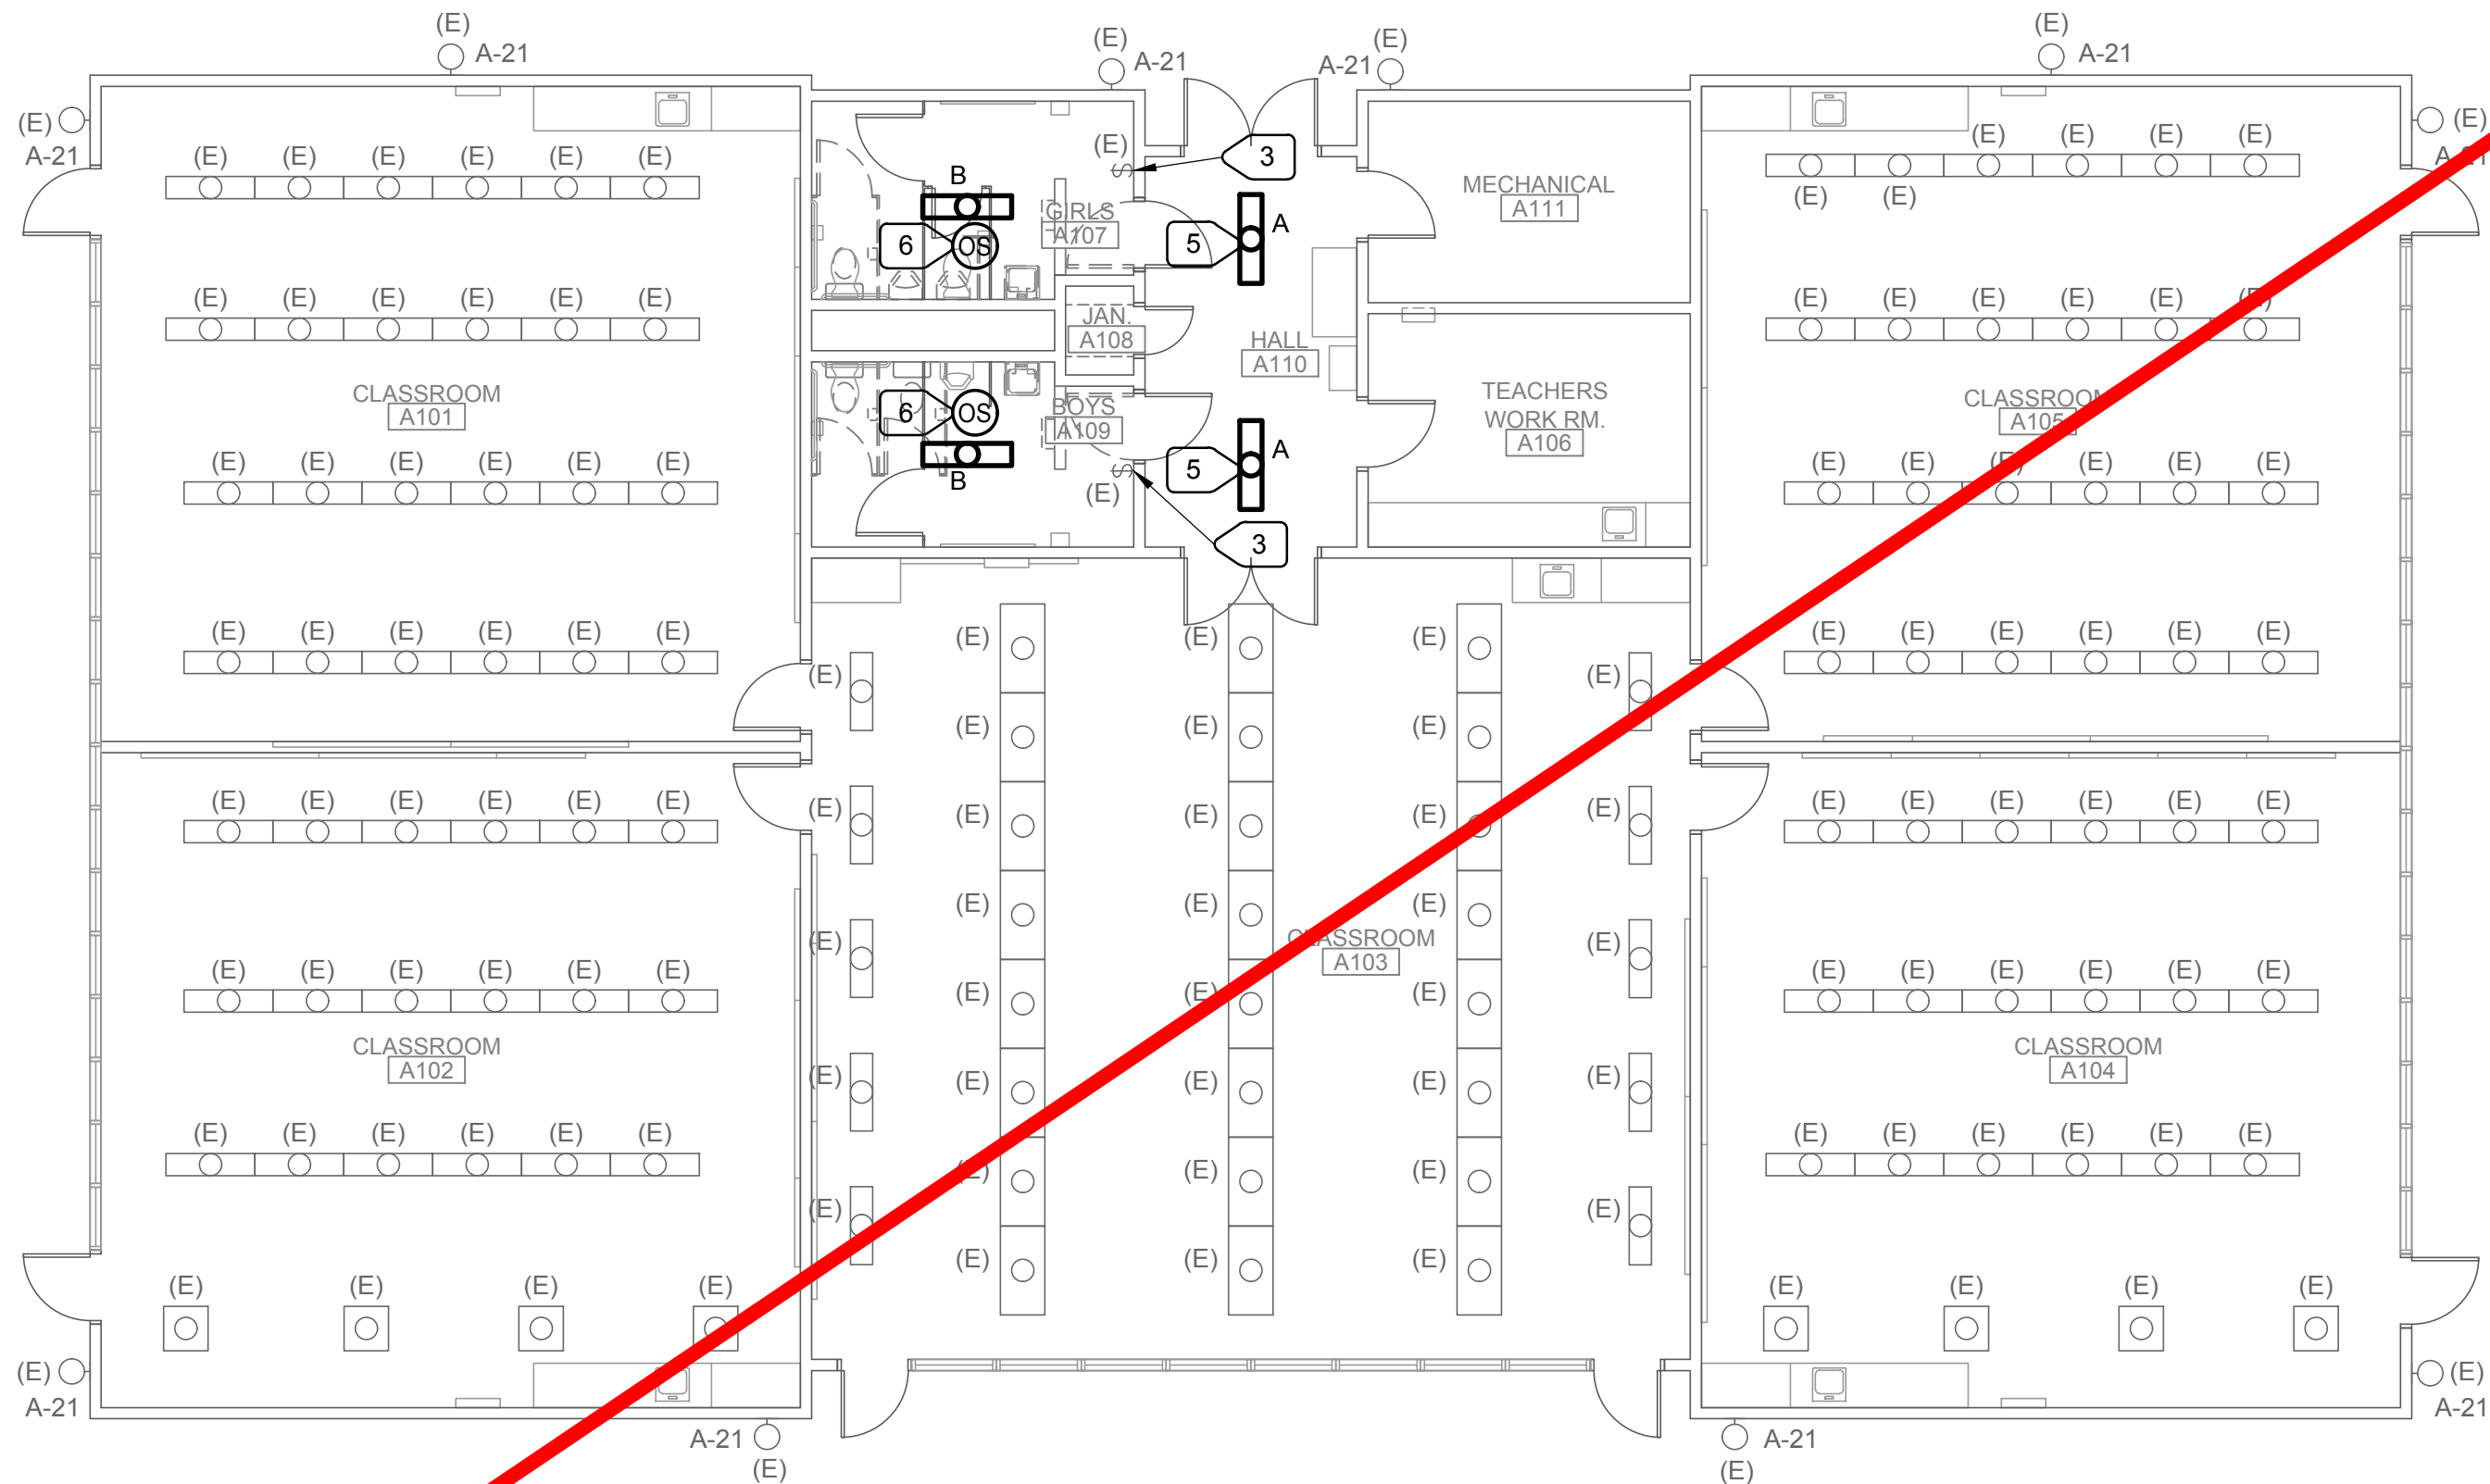 (E) (E) (E) (E)
A-21 A-21 A-21 A-21
(E) (E)
A-21 A-21
(E) (E) (E) (E) (E) (E)
(E) 3
(E) (E) (E) (E)
(E) (E)
B
MECHANICAL
A111
GIRLS
A107
A
6 OS 5
(E) (E) (E) (E) (E) (E)
(E) (E) (E) (E) (E) (E)
JAN.
A108
HALL
A110
CLASSROOM
A101
TEACHERS
WORK RM.
A106
CLASSROOM
A105
6 OS
BOYS
A109
A
5
B
(E)
3
(E) (E) (E) (E) (E) (E)
(E) (E) (E) (E) (E) (E)
(E) (E) (E) (E) (E) (E)
(E) (E) (E) (E) (E) (E)
(E) (E) (E)
(E) (E)
(E) (E) (E)
(E) (E) (E) (E) (E) (E)
(E) (E) (E) (E) (E) (E)
(E) (E) (E) (E) (E)
(E) (E) (E)
CLASSROOM
A103
(E) (E)
(E) (E) (E) (E) (E) (E)
(E) (E) (E) (E) (E) (E)
(E) (E) (E)
CLASSROOM
A102
CLASSROOM
A104
(E) (E) (E) (E) (E)
(E) (E) (E) (E) (E) (E)
(E) (E) (E) (E) (E) (E)
(E) (E) (E)
(E) (E)
(E) (E) (E)
(E) (E) (E) (E)
(E) (E) (E) (E)
(E) (E)
A-21 A-21
A-21 A-21
(E) (E)